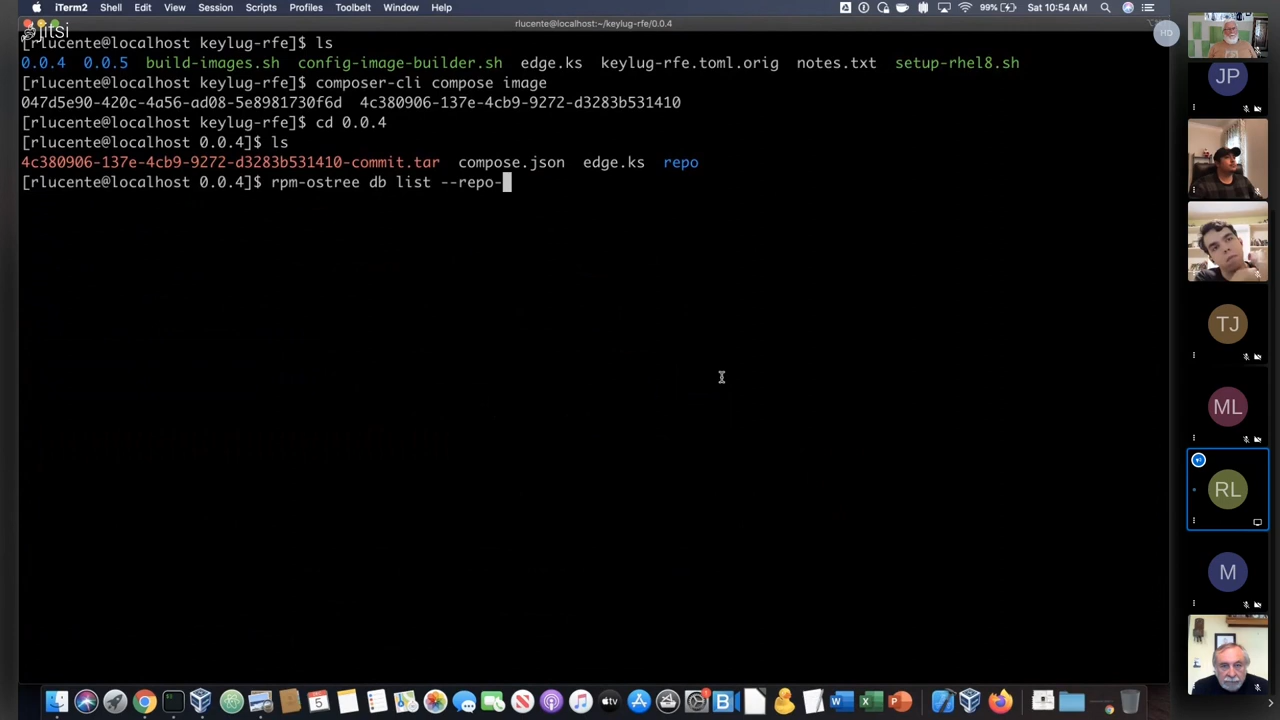 iTerm2 Shell Edit View Session Scripts Profiles Toolbelt Window Help 99% Sat 10:54 AM
jitsi
rlucente@localhost:~/keylug-rfe/0.0.4
[rlucente@localhost keylug-rfe]$ ls
0.0.4 0.0.5 build-images.sh config-image-builder.sh edge.ks keylug-rfe.toml.orig notes.txt setup-rhel8.sh
[rlucente@localhost keylug-rfe]$ composer-cli compose image
047d5e90-420c-4a56-ad08-5e8981730f6d 4c380906-137e-4cb9-9272-d3283b531410
[rlucente@localhost keylug-rfe]$ cd 0.0.4
[rlucente@localhost 0.0.4]$ ls
4c380906-137e-4cb9-9272-d3283b531410-commit.tar compose.json edge.ks repo
[rlucente@localhost 0.0.4]$ rpm-ostree db list --repo-
HD
JP
TJ
ML
RL
M
5